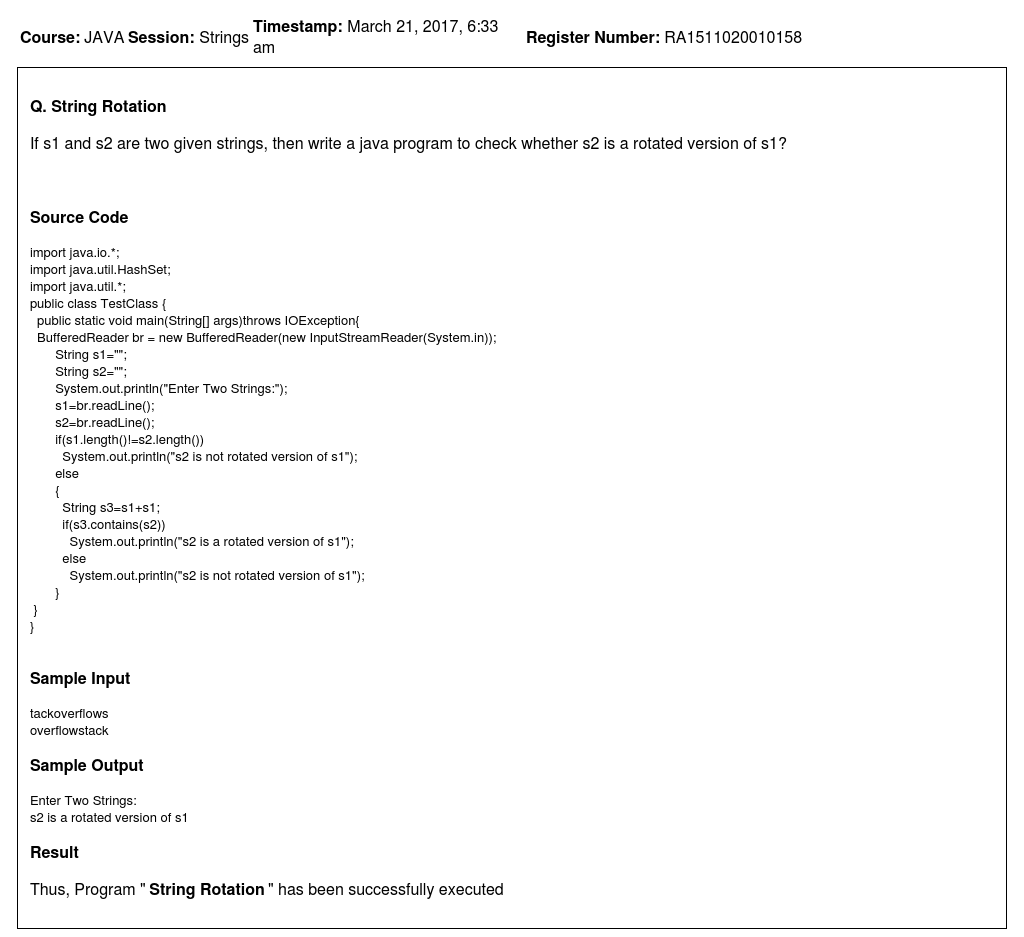 Course: JAVA Session: Strings Timestamp: March 21, 2017, 6:33 am Register Number: RA1511020010158
Q. String Rotation
If s1 and s2 are two given strings, then write a java program to check whether s2 is a rotated version of s1?
Source Code
import java.io.*;
import java.util.HashSet;
import java.util.*;
public class TestClass {
  public static void main(String[] args)throws IOException{
  BufferedReader br = new BufferedReader(new InputStreamReader(System.in));
       String s1="";
       String s2="";
       System.out.println("Enter Two Strings:");
       s1=br.readLine();
       s2=br.readLine();
       if(s1.length()!=s2.length())
         System.out.println("s2 is not rotated version of s1");
       else
       {
         String s3=s1+s1;
         if(s3.contains(s2))
           System.out.println("s2 is a rotated version of s1");
         else
           System.out.println("s2 is not rotated version of s1");
       }
 }
}
Sample Input
tackoverflows
overflowstack
Sample Output
Enter Two Strings:
s2 is a rotated version of s1
Result
Thus, Program " String Rotation " has been successfully executed